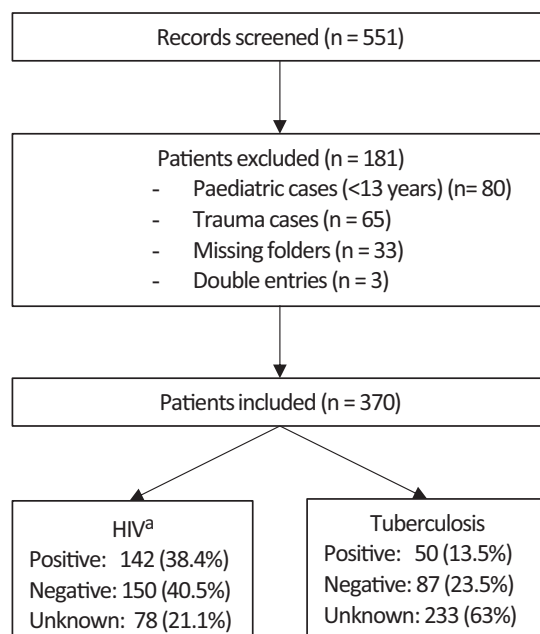 Records screened (n = 551)
Patients excluded (n = 181)
- Paediatric cases (<13 years) (n= 80)
- Trauma cases (n = 65)
- Missing folders (n = 33)
- Double entries (n = 3)
Patients included (n = 370)
HIVa
Positive: 142 (38.4%)
Negative: 150 (40.5%)
Unknown: 78 (21.1%)
Tuberculosis
Positive: 50 (13.5%)
Negative: 87 (23.5%)
Unknown: 233 (63%)